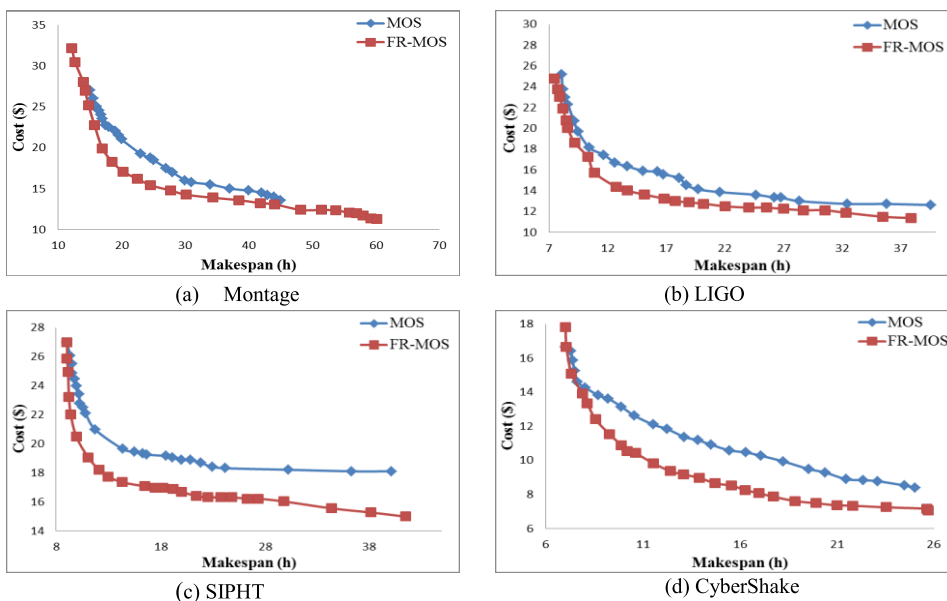 35
30
25
20
15
10
10 20 30 40 50 60 70
Cost ($)
Makespan (h)
MOS
FR-MOS
(a) Montage
30
28
26
24
22
20
18
16
14
12
10
7 12 17 22 27 32 37
Cost ($)
Makespan (h)
MOS
FR-MOS
(b) LIGO
28
26
24
22
20
18
16
14
8 18 28 38
Cost ($)
Makespan (h)
MOS
FR-MOS
(c) SIPHT
18
16
14
12
10
8
6
6 11 16 21 26
Cost ($)
Makespan (h)
MOS
FR-MOS
(d) CyberShake